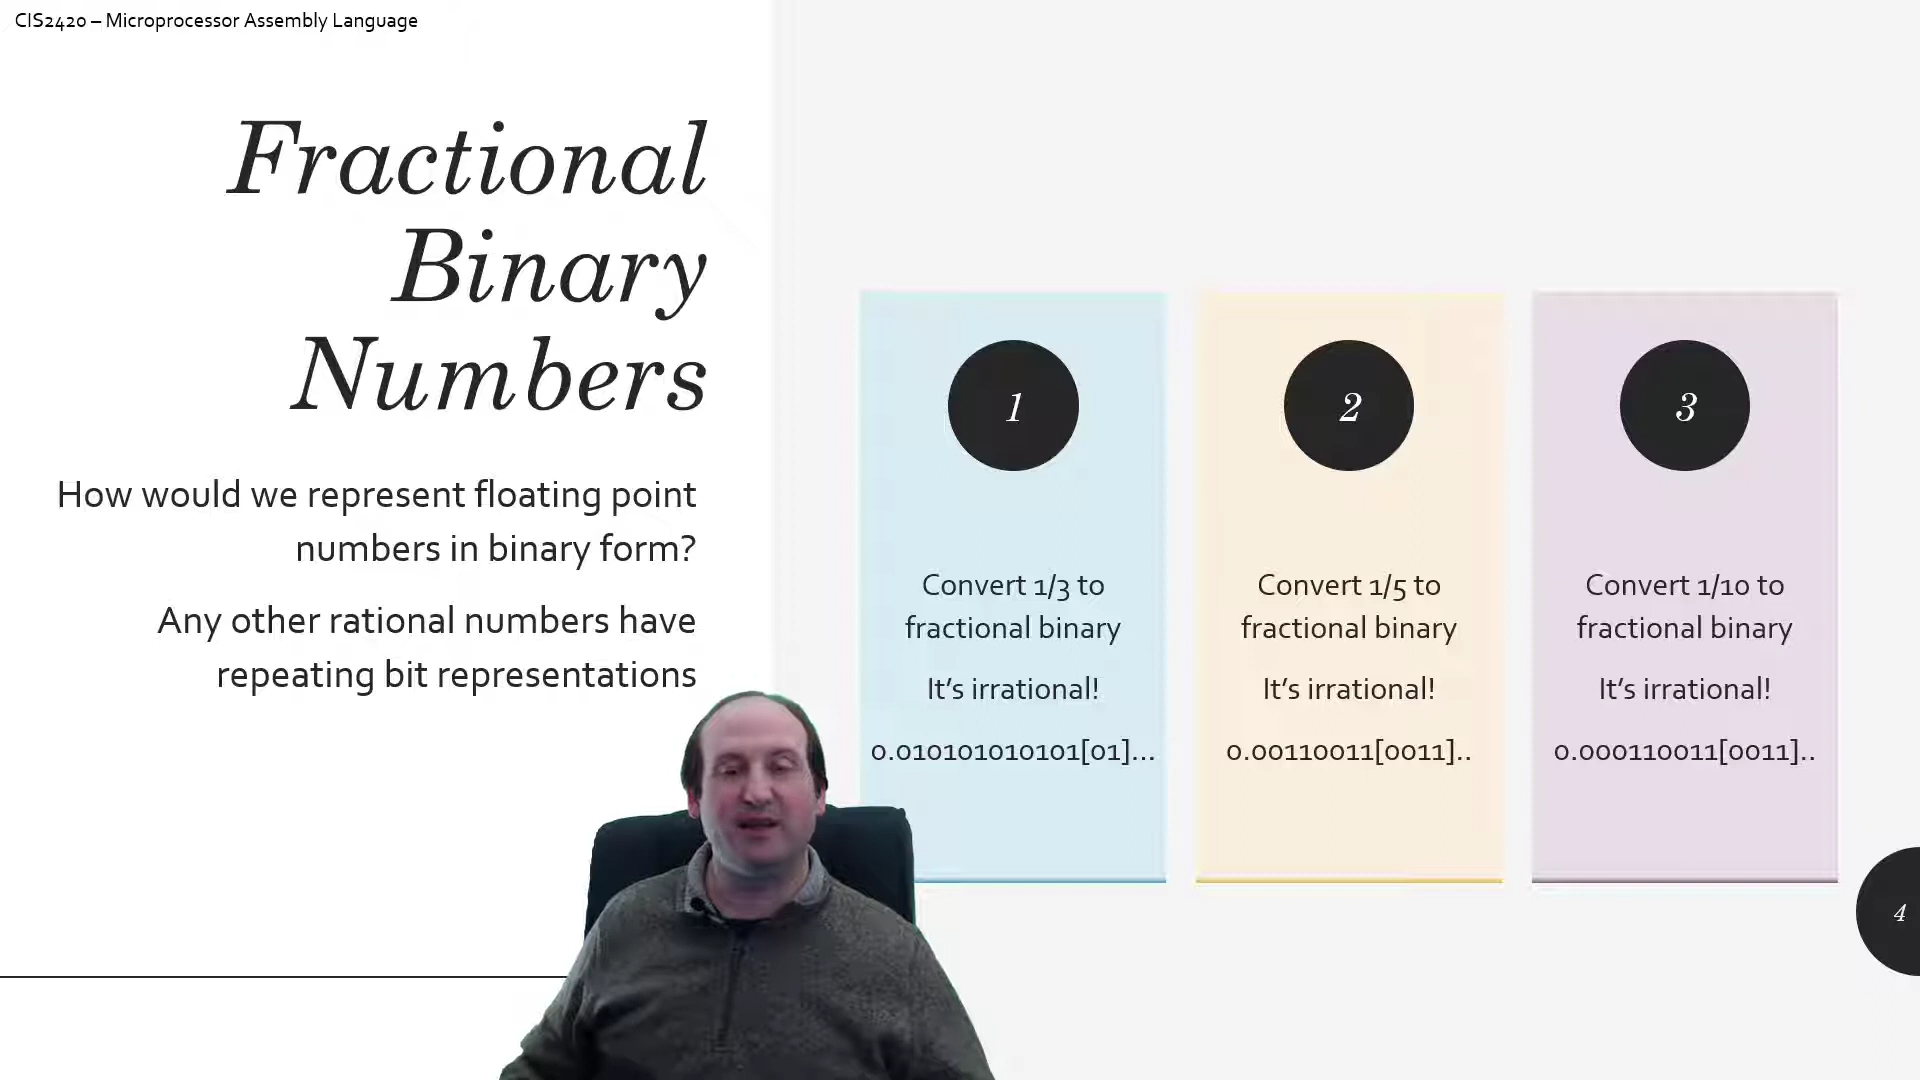 CIS2420 – Microprocessor Assembly Language
Fractional
Binary
Numbers
How would we represent floating point
numbers in binary form?
Any other rational numbers have
repeating bit representations
1
Convert 1/3 to
fractional binary
It’s irrational!
0.010101010101[01]...
2
Convert 1/5 to
fractional binary
It’s irrational!
0.00110011[0011]..
3
Convert 1/10 to
fractional binary
It’s irrational!
0.000110011[0011]..
4